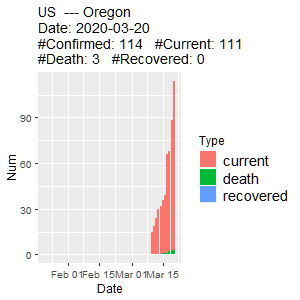 US --- Oregon
Date: 2020-03-20
#Confirmed: 114 #Current: 111
#Death: 3 #Recovered: 0
Num
90
60
30
0
Feb 01 Feb 15 Mar 01 Mar 15
Date
Type
current
death
recovered